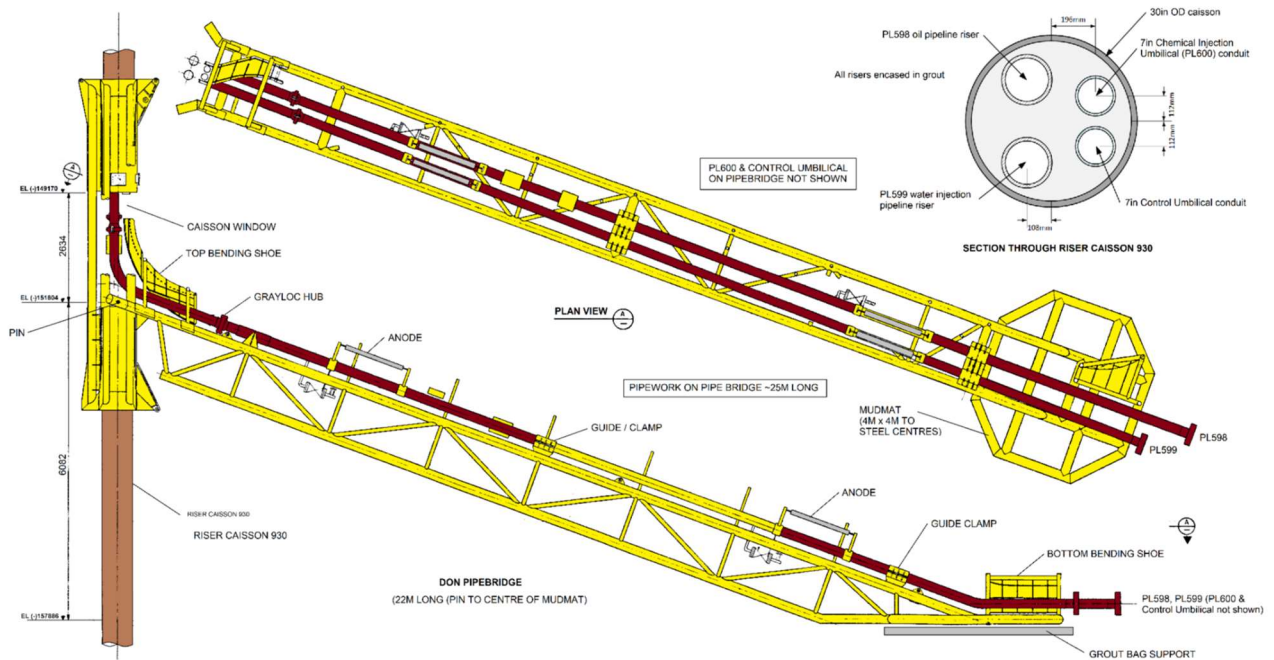 196mm
30in OD caisson
PL598 oil pipeline riser
7in Chemical Injection
Umbilical (PL600) conduit
All risers encased in grout
112mm
112mm
PL599 water injection
pipeline riser
7in Control Umbilical conduit
108mm
SECTION THROUGH RISER CAISSON 930
PL600 & CONTROL UMBILICAL
ON PIPEBRIDGE NOT SHOWN
A
EL (-)149170
CAISSON WINDOW
2634
TOP BENDING SHOE
EL (-)151804
GRAYLOC HUB
PIN
PLAN VIEW
A
ANODE
PIPEWORK ON PIPE BRIDGE ~25M LONG
MUDMAT
(4M x 4M TO
STEEL CENTRES)
PL598
PL599
GUIDE / CLAMP
6082
ANODE
RISER CAISSON 930
RISER CAISSON 930
GUIDE CLAMP
A
BOTTOM BENDING SHOE
DON PIPEBRIDGE
(22M LONG (PIN TO CENTRE OF MUDMAT)
PL598, PL599 (PL600 &
Control Umbilical not shown)
EL (-)157886
GROUT BAG SUPPORT